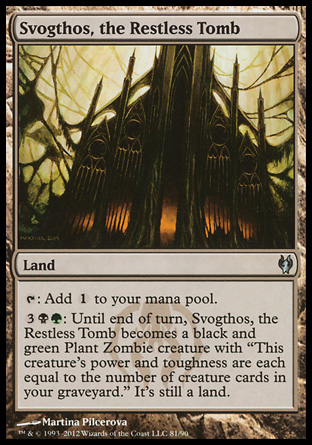 Svogthos, the Restless Tomb
Land
: Add 1 to your mana pool.
3 : Until end of turn, Svogthos, the
Restless Tomb becomes a black and
green Plant Zombie creature with “This
creature's power and toughness are each
equal to the number of creature cards in
your graveyard.” It's still a land.
Martina Pilcerova
™ & © 1993–2012 Wizards of the Coast LLC 81/90